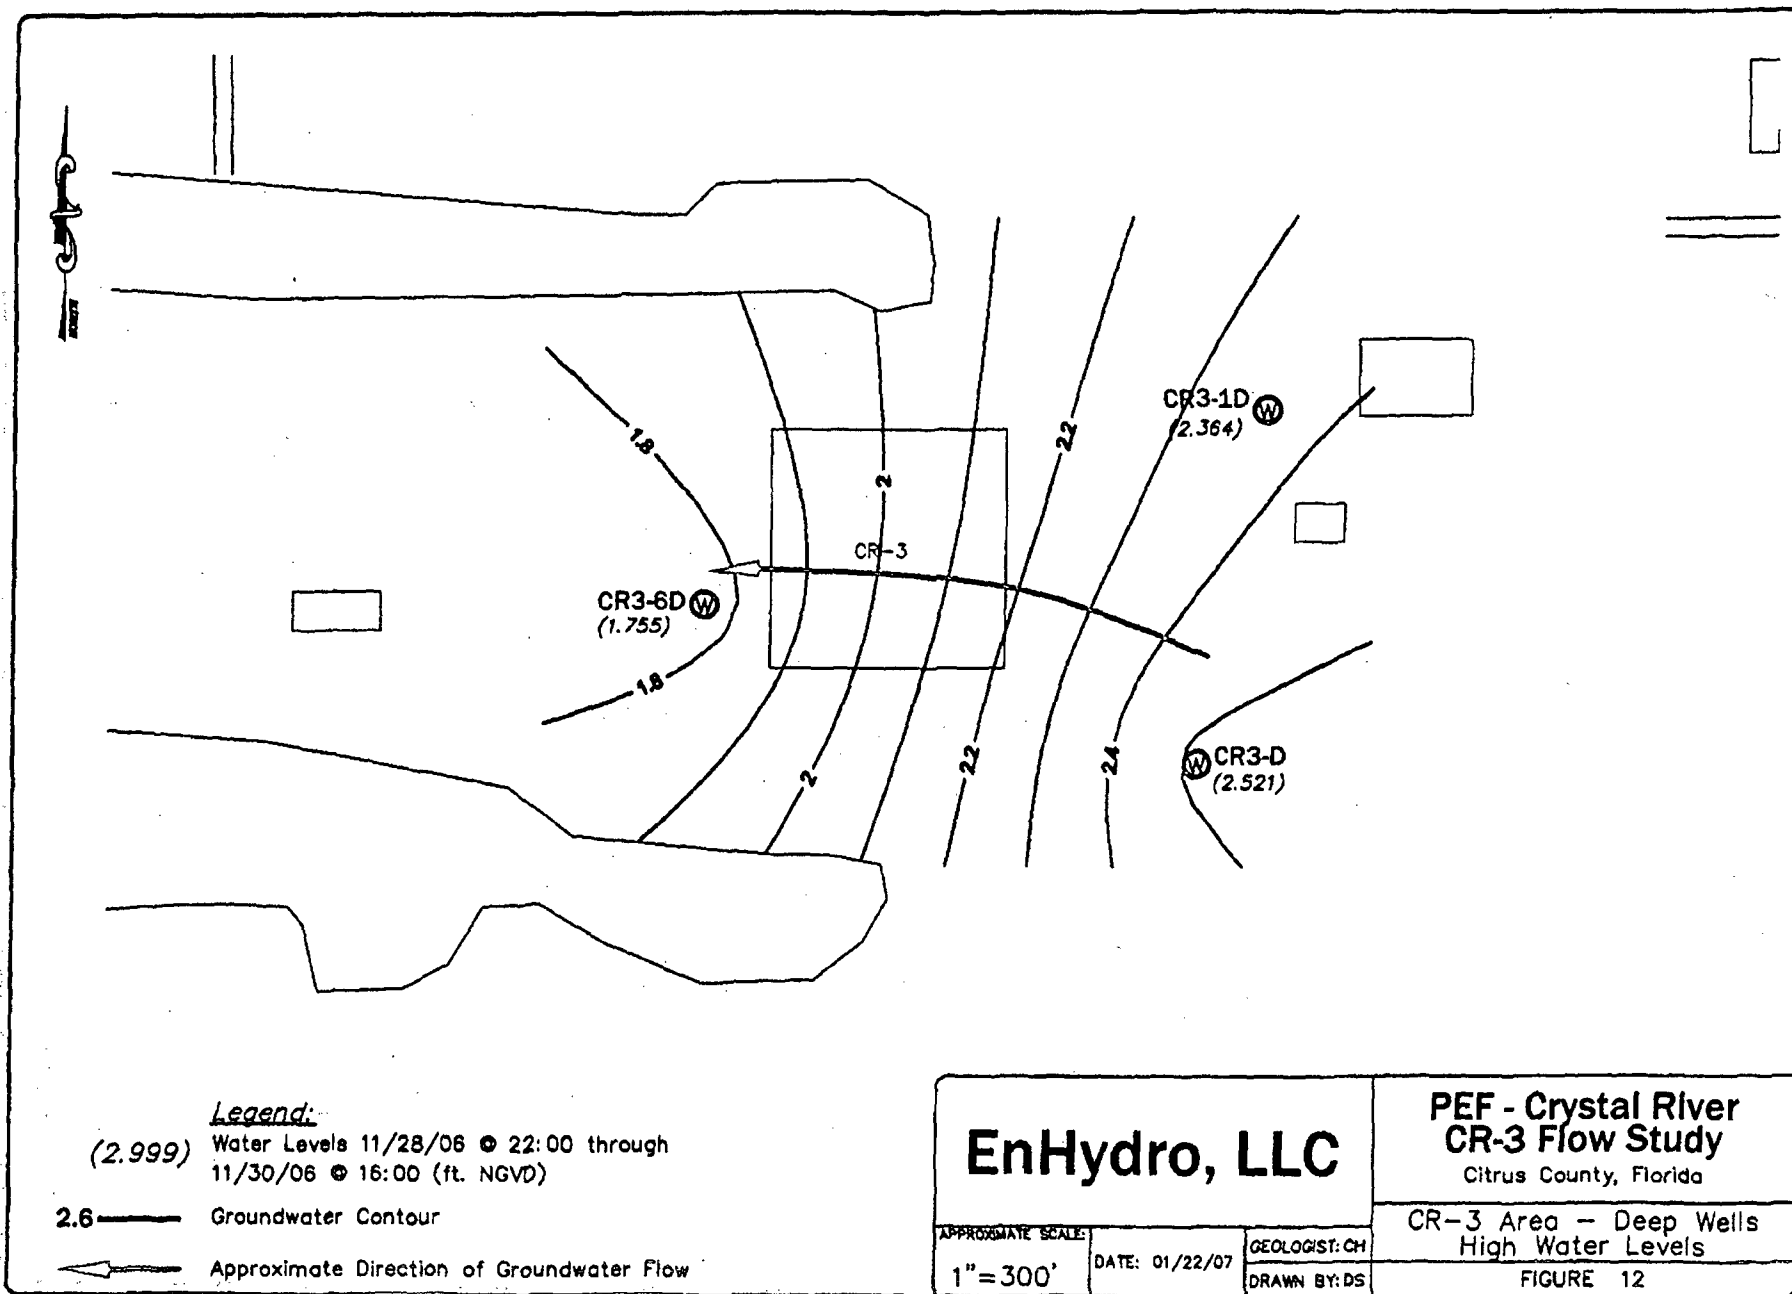 NORTH
CR3-1D
(2.364)
1.8
2
2.2
CR-3
CR3-6D
(1.755)
1.8
2
2.2
2.4
CR3-D
(2.521)
Legend:
(2.999) Water Levels 11/28/06 @ 22:00 through
11/30/06 @ 16:00 (ft. NGVD)
2.6 Groundwater Contour
Approximate Direction of Groundwater Flow
EnHydro, LLC
APPROXIMATE SCALE:
1"=300'
DATE: 01/22/07
GEOLOGIST: CH
DRAWN BY: DS
PEF - Crystal River
CR-3 Flow Study
Citrus County, Florida
CR-3 Area - Deep Wells
High Water Levels
FIGURE 12